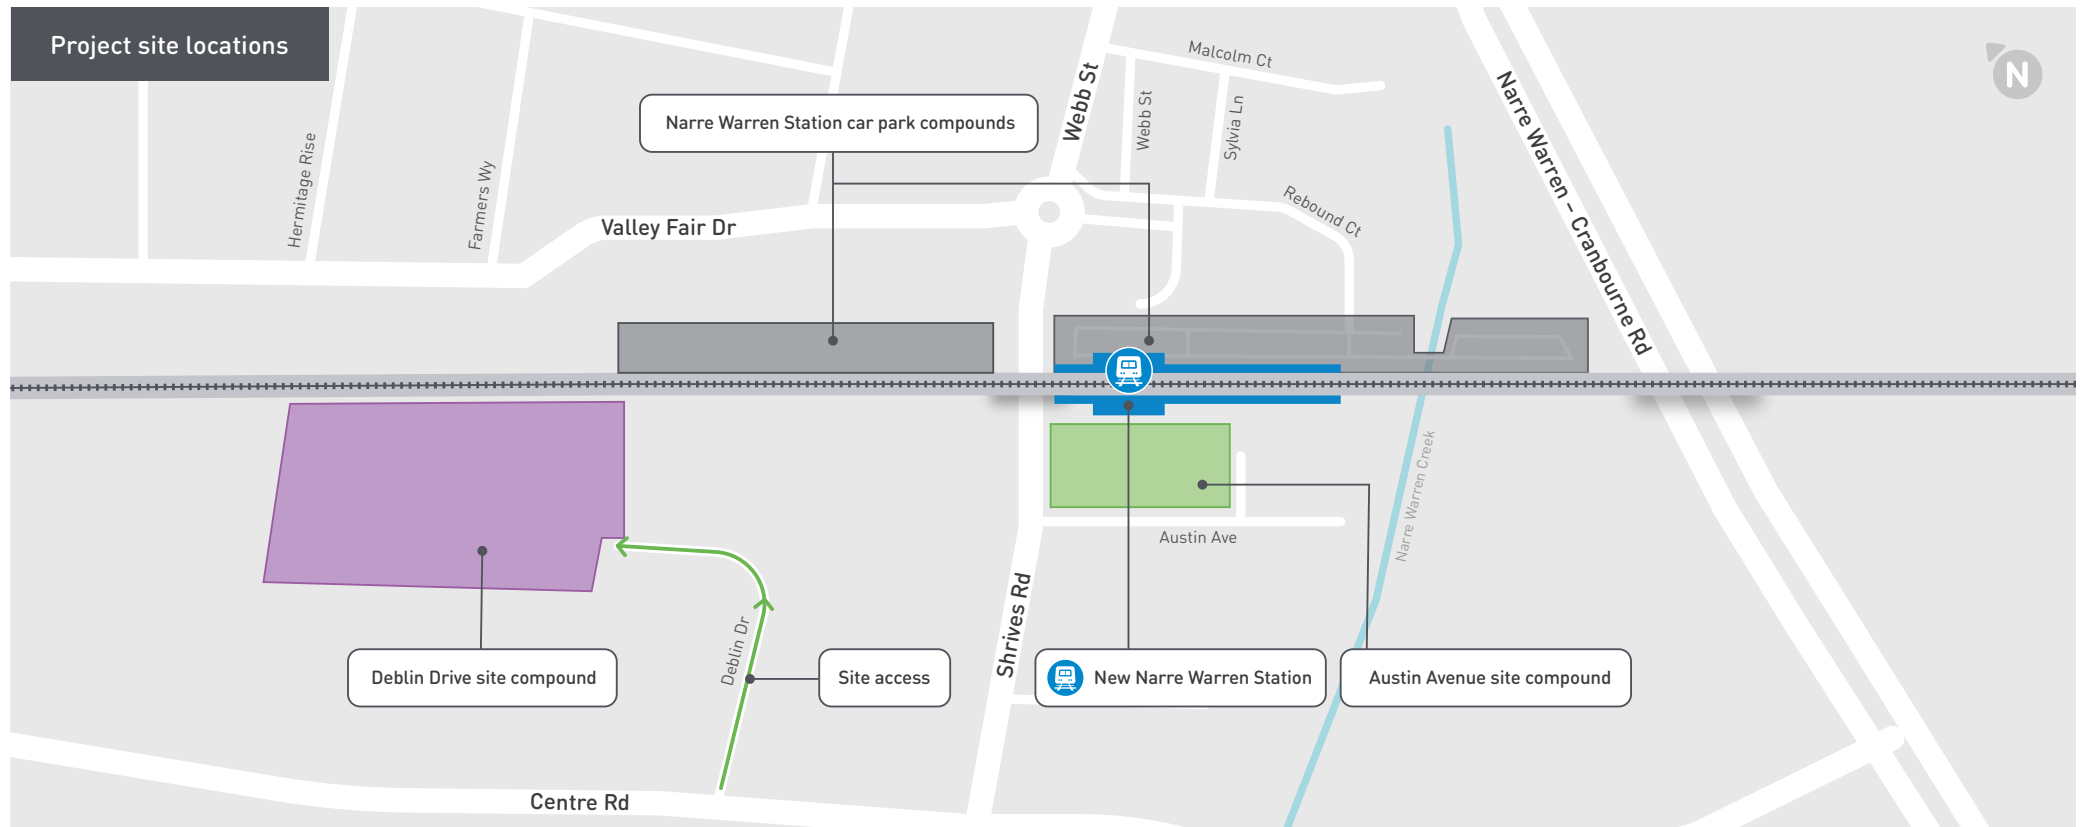 Project site locations
N
Malcolm Ct
Webb St
Webb St
Sylvia Ln
Narre Warren Station car park compounds
Hermitage Rise
Farmers Wy
Valley Fair Dr
Rebound Ct
Narre Warren – Cranbourne Rd
Narre Warren Creek
Austin Ave
Shrives Rd
Deblin Dr
Deblin Drive site compound
Site access
New Narre Warren Station
Austin Avenue site compound
Centre Rd